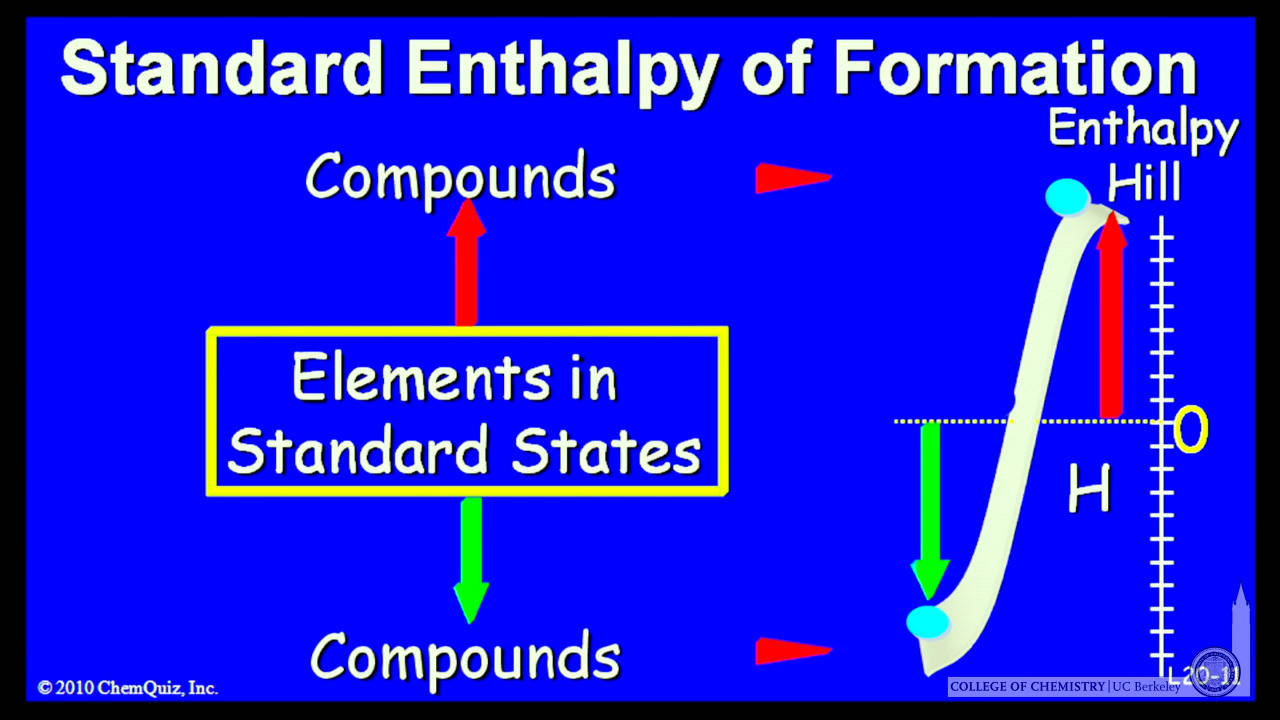 Standard Enthalpy of Formation
Enthalpy
Hill
Compounds
Elements in
Standard States
0
H
Compounds
© 2010 ChemQuiz, Inc.
COLLEGE OF CHEMISTRY | UC Berkeley
L20-11